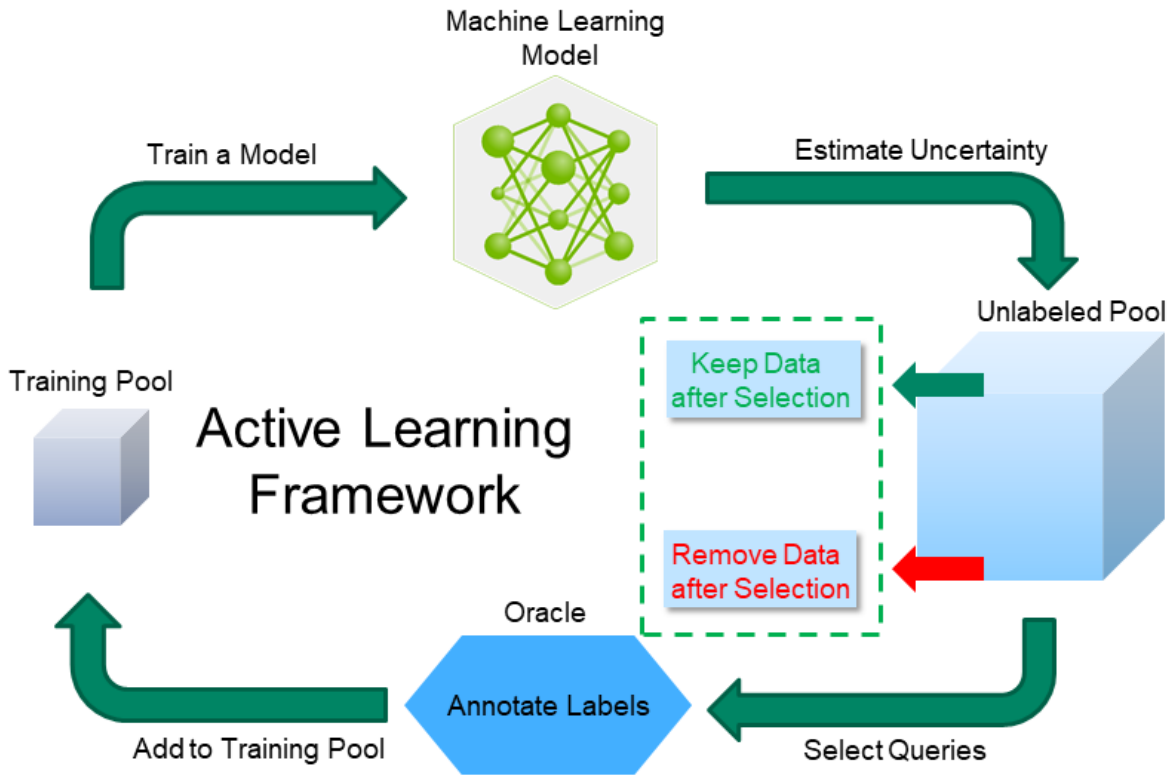 Machine Learning
Model
Train a Model
Estimate Uncertainty
Unlabeled Pool
Keep Data
after Selection
Training Pool
Active Learning
Framework
Remove Data
after Selection
Oracle
Annotate Labels
Add to Training Pool
Select Queries